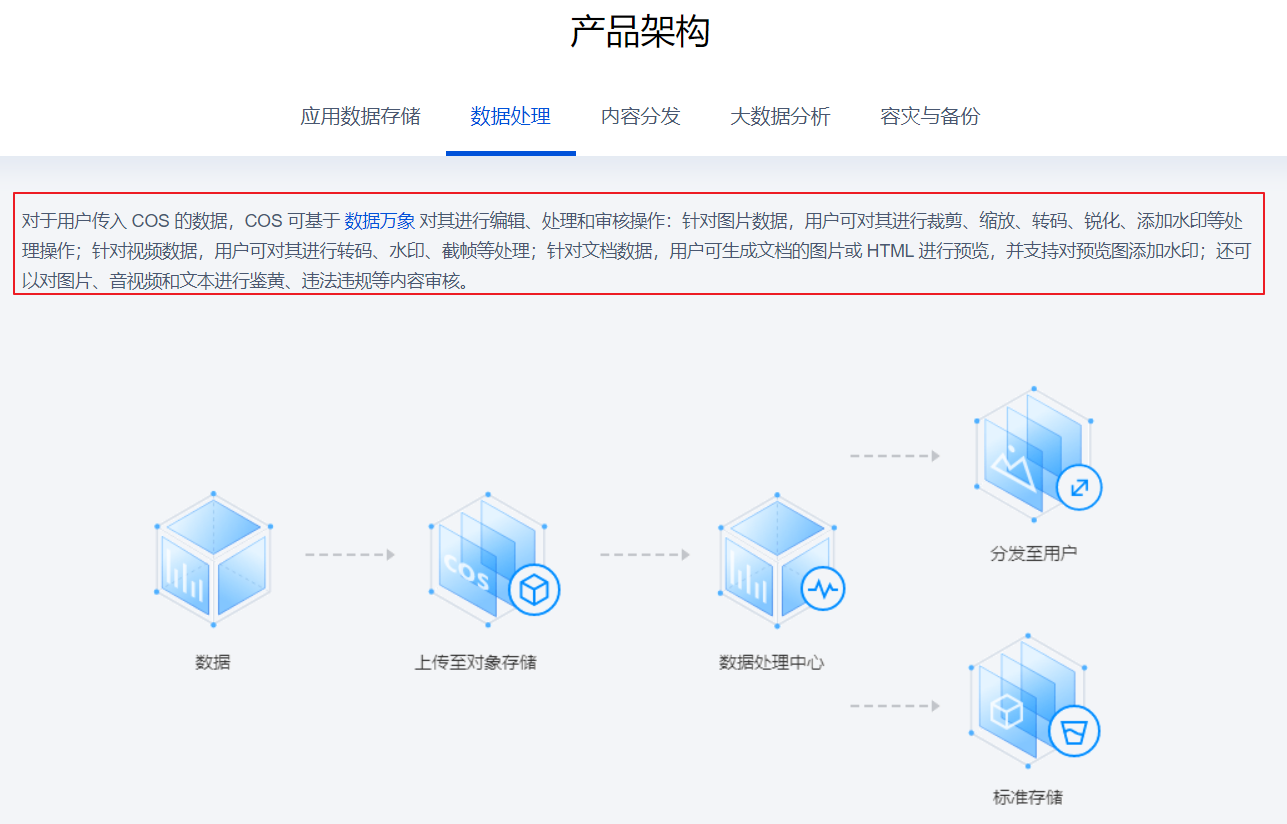 产品架构
应用数据存储 数据处理 内容分发 大数据分析 容灾与备份
对于用户传入 COS 的数据，COS 可基于 数据万象 对其进行编辑、处理和审核操作：针对图片数据，用户可对其进行裁剪、缩放、转码、锐化、添加水印等处
理操作；针对视频数据，用户可对其进行转码、水印、截帧等处理；针对文档数据，用户可生成文档的图片或 HTML 进行预览，并支持对预览图添加水印；还可
以对图片、音视频和文本进行鉴黄、违法违规等内容审核。
COS
数据
上传至对象存储
数据处理中心
分发至用户
标准存储